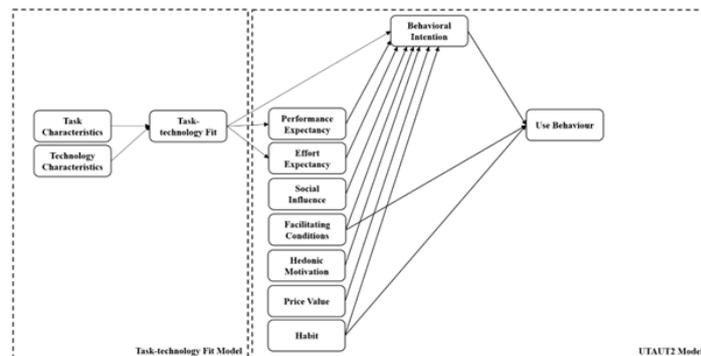 Behavioral
Intention
Task
Characteristics
Task-
technology Fit
Performance
Expectancy
Use Behaviour
Technology
Characteristics
Effort
Expectancy
Social
Influence
Facilitating
Conditions
Hedonic
Motivation
Price Value
Habit
Task-technology Fit Model
UTAUT2 Model